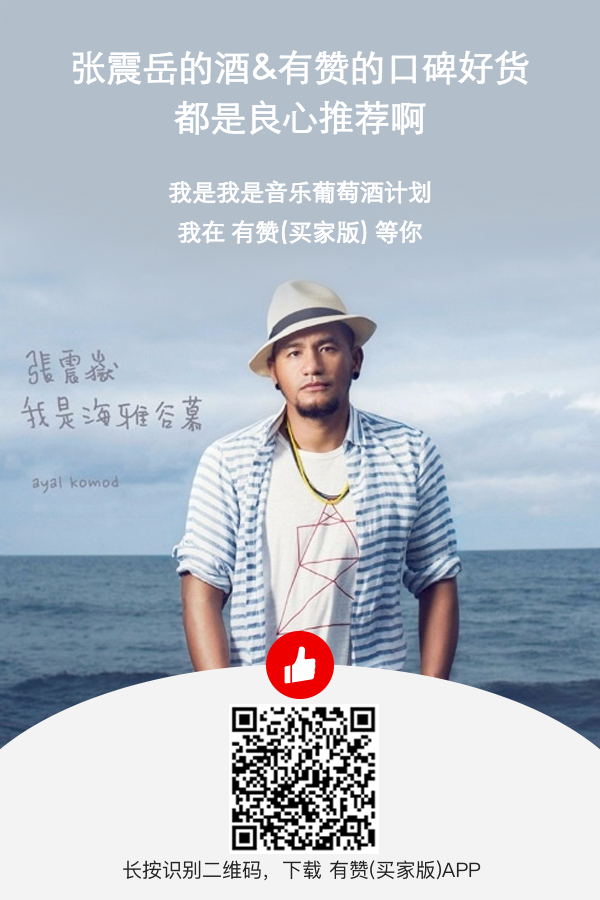 张震岳的酒&有赞的口碑好货
都是良心推荐啊
我是我是音乐葡萄酒计划
我在 有赞(买家版) 等你
張震嶽
我是海雅谷慕
ayal komod
长按识别二维码，下载 有赞(买家版)APP